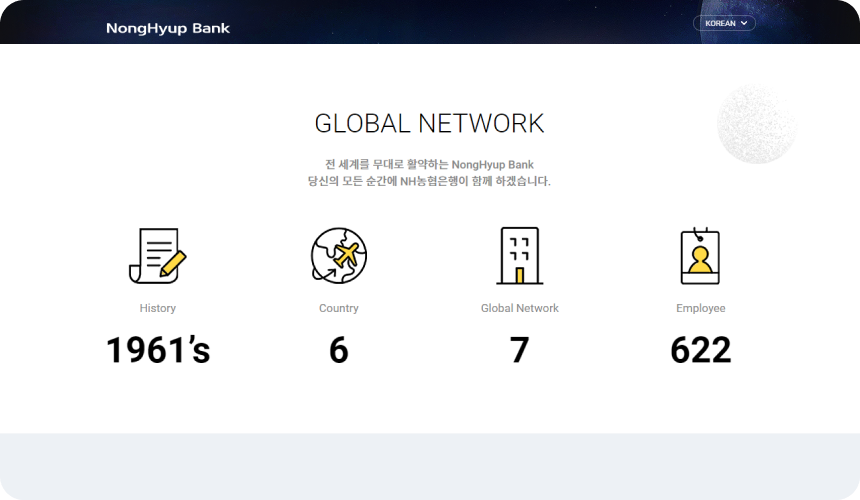 NongHyup Bank
KOREAN
GLOBAL NETWORK
전 세계를 무대로 활약하는 NongHyup Bank
당신의 모든 순간에 NH농협은행이 함께 하겠습니다.
History
Country
Global Network
Employee
1961's
6
7
622